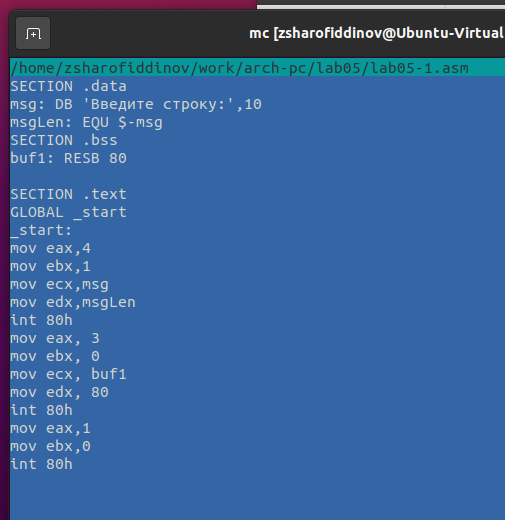 mc [zsharofiddinov@Ubuntu-Virtual
/home/zsharofiddinov/work/arch-pc/lab05/lab05-1.asm
SECTION .data
msg: DB 'Введите строку:',10
msgLen: EQU $-msg
SECTION .bss
buf1: RESB 80
SECTION .text
GLOBAL _start
_start:
mov eax,4
mov ebx,1
mov ecx,msg
mov edx,msgLen
int 80h
mov eax, 3
mov ebx, 0
mov ecx, buf1
mov edx, 80
int 80h
mov eax,1
mov ebx,0
int 80h